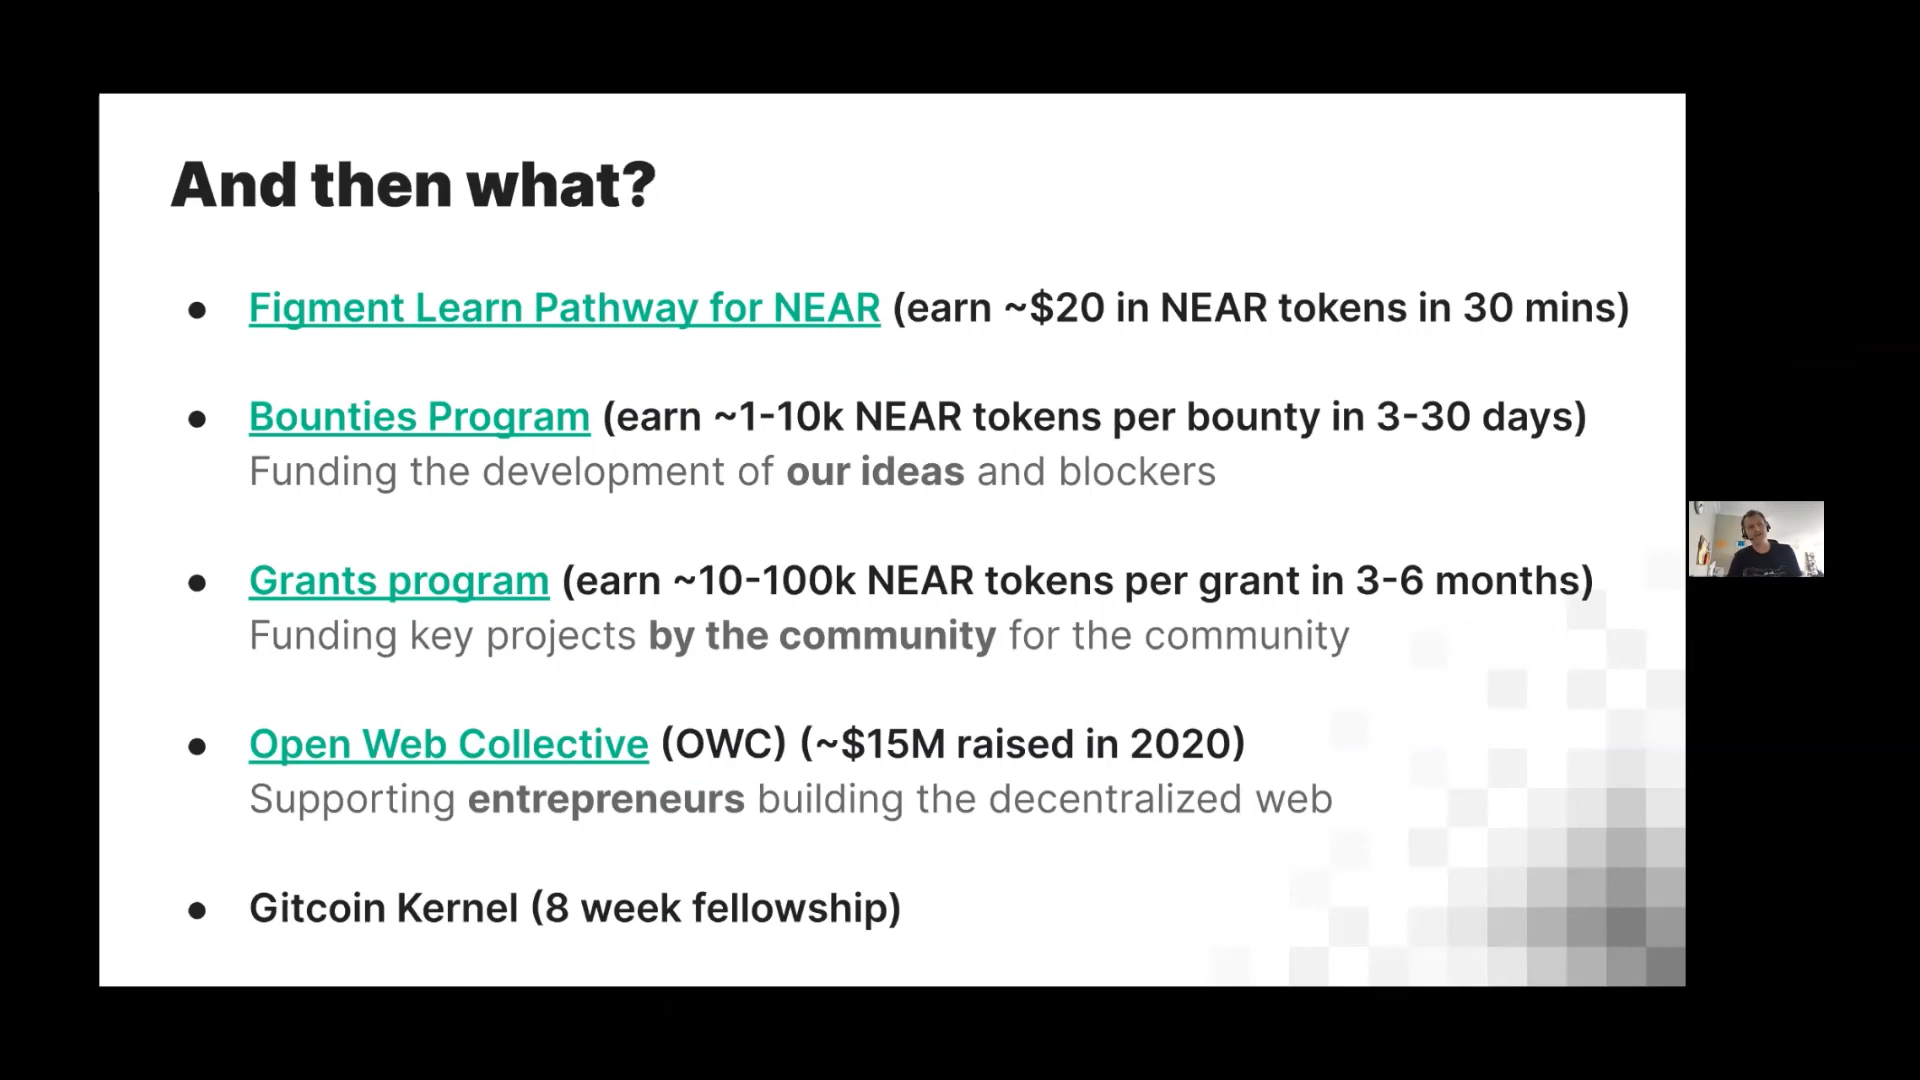 And then what?
● Figment Learn Pathway for NEAR (earn ~$20 in NEAR tokens in 30 mins)
● Bounties Program (earn ~1-10k NEAR tokens per bounty in 3-30 days)
Funding the development of our ideas and blockers
● Grants program (earn ~10-100k NEAR tokens per grant in 3-6 months)
Funding key projects by the community for the community
● Open Web Collective (OWC) (~$15M raised in 2020)
Supporting entrepreneurs building the decentralized web
● Gitcoin Kernel (8 week fellowship)